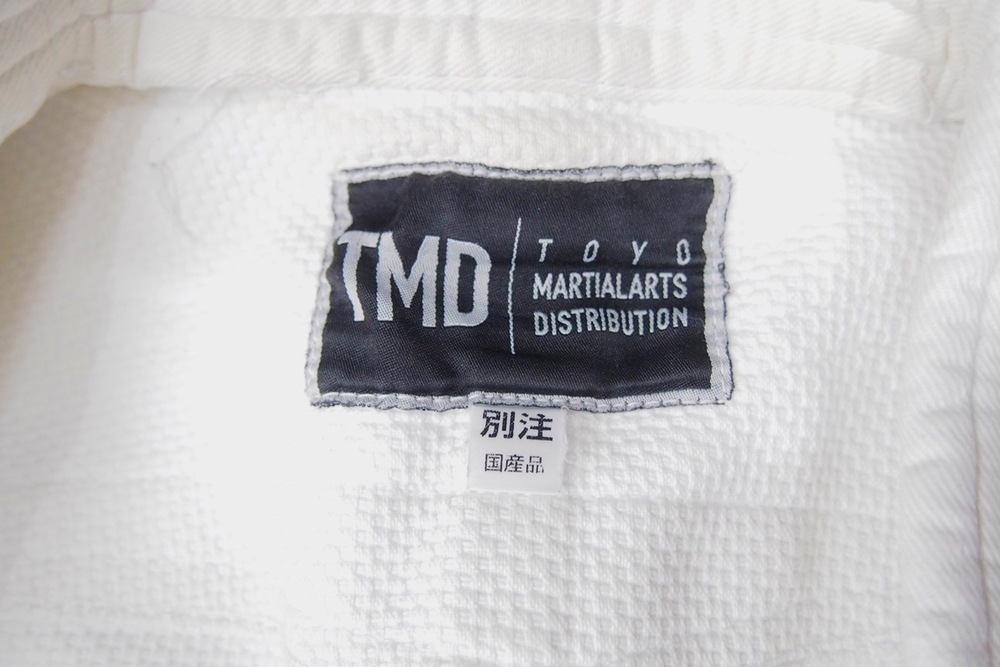 TMD
TOYO
MARTIALARTS
DISTRIBUTION
別注
国産品